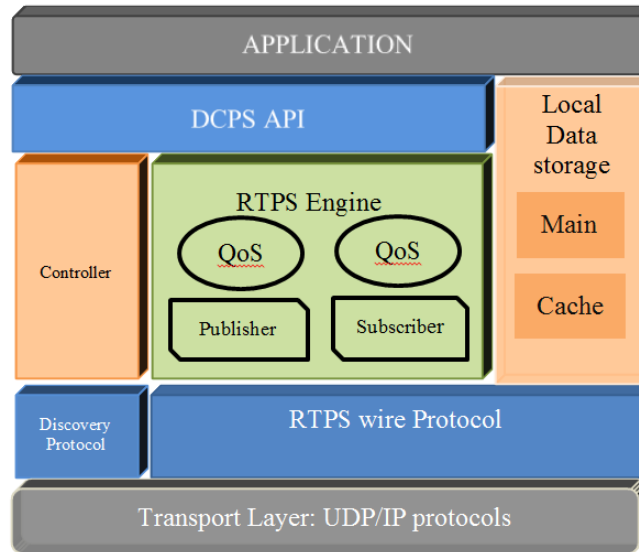 APPLICATION
DCPS API
Local
Data
storage
Main
Cache
Controller
RTPS Engine
QoS
QoS
Publisher
Subscriber
Discovery
Protocol
RTPS wire Protocol
Transport Layer: UDP/IP protocols